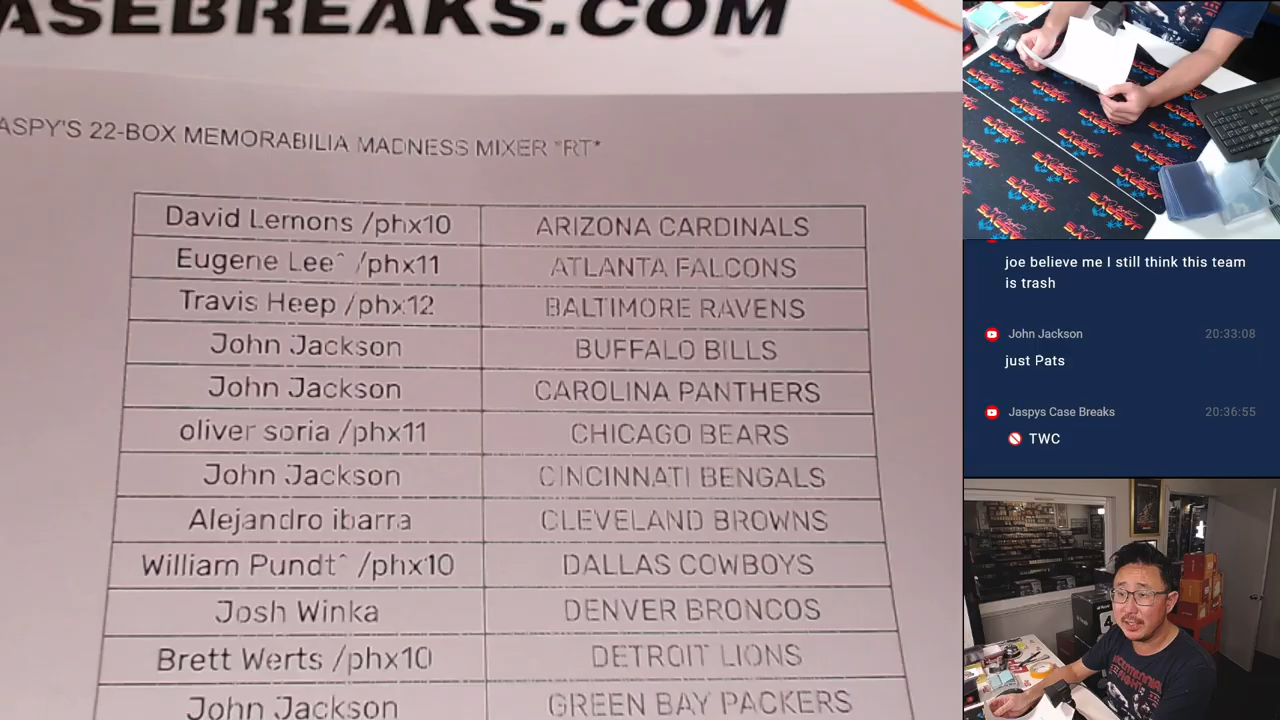 ASEBREAKS.COM
ASPY'S 22-BOX MEMORABILIA MADNESS MIXER *RT*
David Lemons /phx10 ARIZONA CARDINALS
Eugene Lee^ /phx11 ATLANTA FALCONS
Travis Heep /phx12 BALTIMORE RAVENS
John Jackson BUFFALO BILLS
John Jackson CAROLINA PANTHERS
oliver soria /phx11 CHICAGO BEARS
John Jackson CINCINNATI BENGALS
Alejandro ibarra CLEVELAND BROWNS
William Pundt^ /phx10 DALLAS COWBOYS
Josh Winka DENVER BRONCOS
Brett Werts /phx10 DETROIT LIONS
John Jackson GREEN BAY PACKERS
joe believe me I still think this team
is trash
John Jackson 20:33:08
just Pats
Jaspys Case Breaks 20:36:55
🚫 TWC